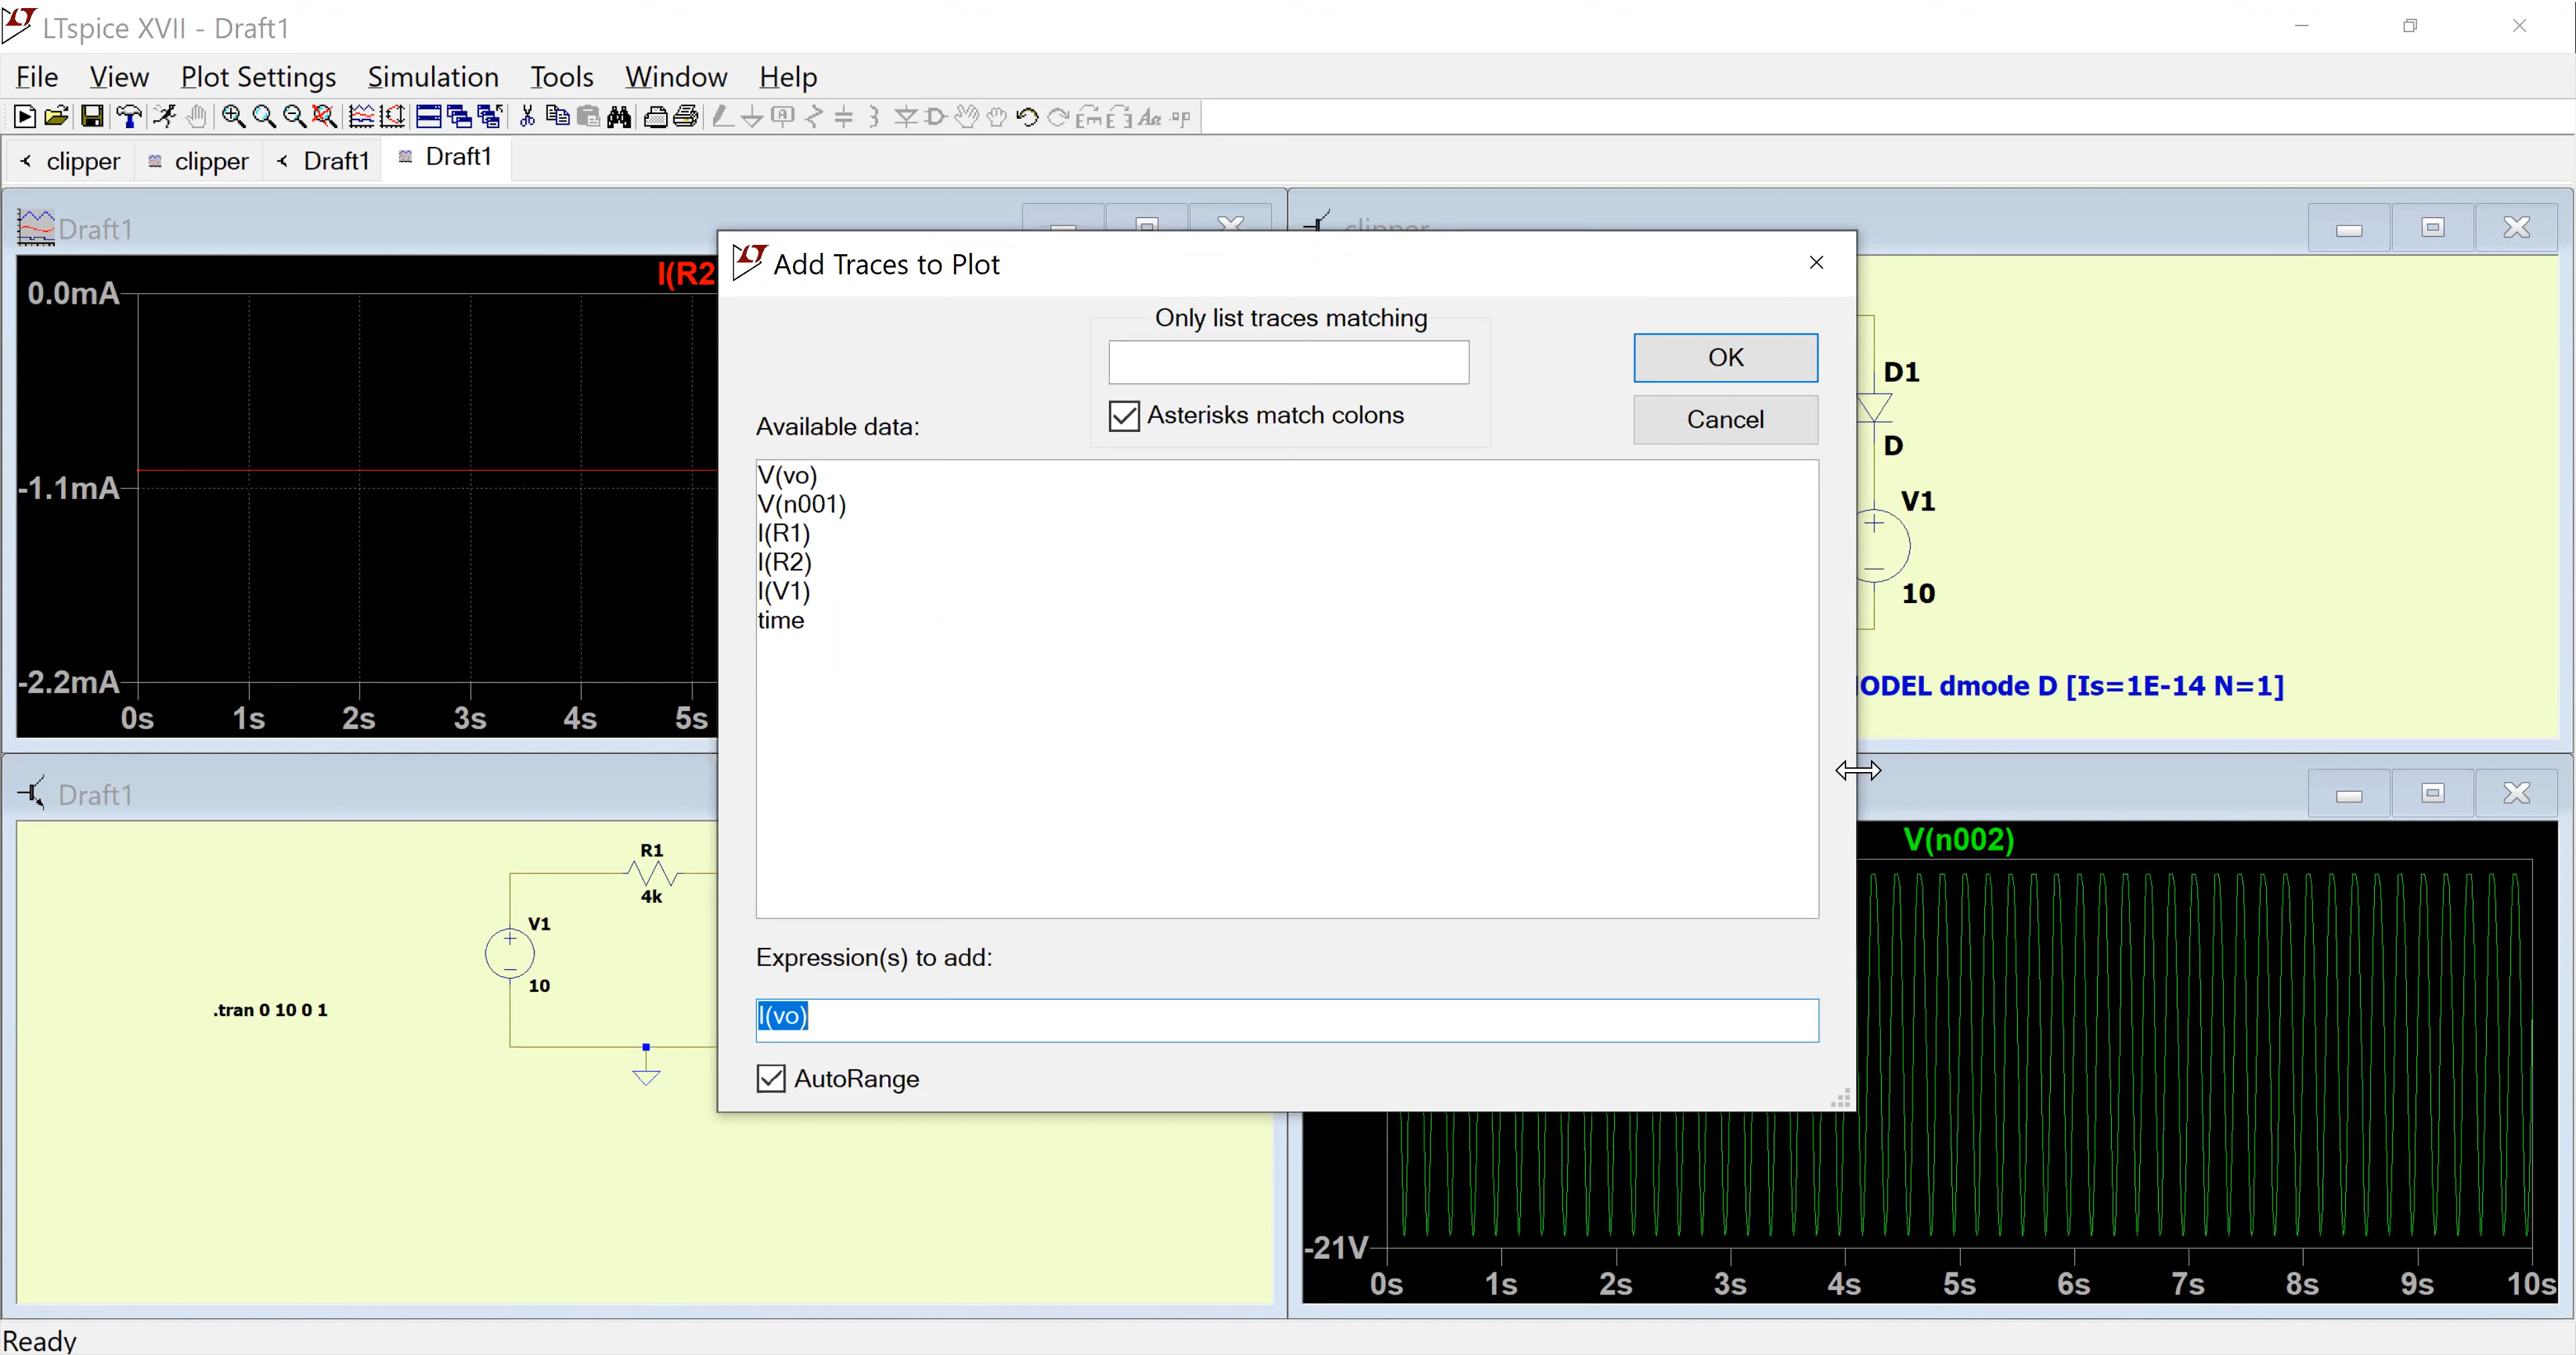 LTspice XVII - Draft1
File View Plot Settings Simulation Tools Window Help
clipper clipper Draft1 Draft1
Draft1
I(R2
0.0mA
-1.1mA
-2.2mA
0s 1s 2s 3s 4s 5s
clipper
D1
D
V1
10
ODEL dmode D [Is=1E-14 N=1]
Add Traces to Plot
Only list traces matching
Asterisks match colons
OK
Cancel
Available data:
V(vo)
V(n001)
I(R1)
I(R2)
I(V1)
time
Expression(s) to add:
I(vo)
AutoRange
Draft1
R1
4k
V1
10
.tran 0 10 0 1
V(n002)
-21V
0s 1s 2s 3s 4s 5s 6s 7s 8s 9s 10s
Ready